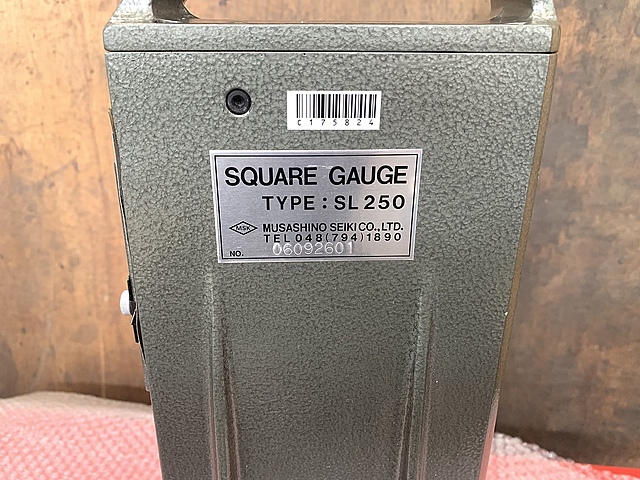 C175824
SQUARE GAUGE
TYPE : SL250
MSK
MUSASHINO SEIKI CO., LTD.
TEL 048(794)1890
NO. 06092601